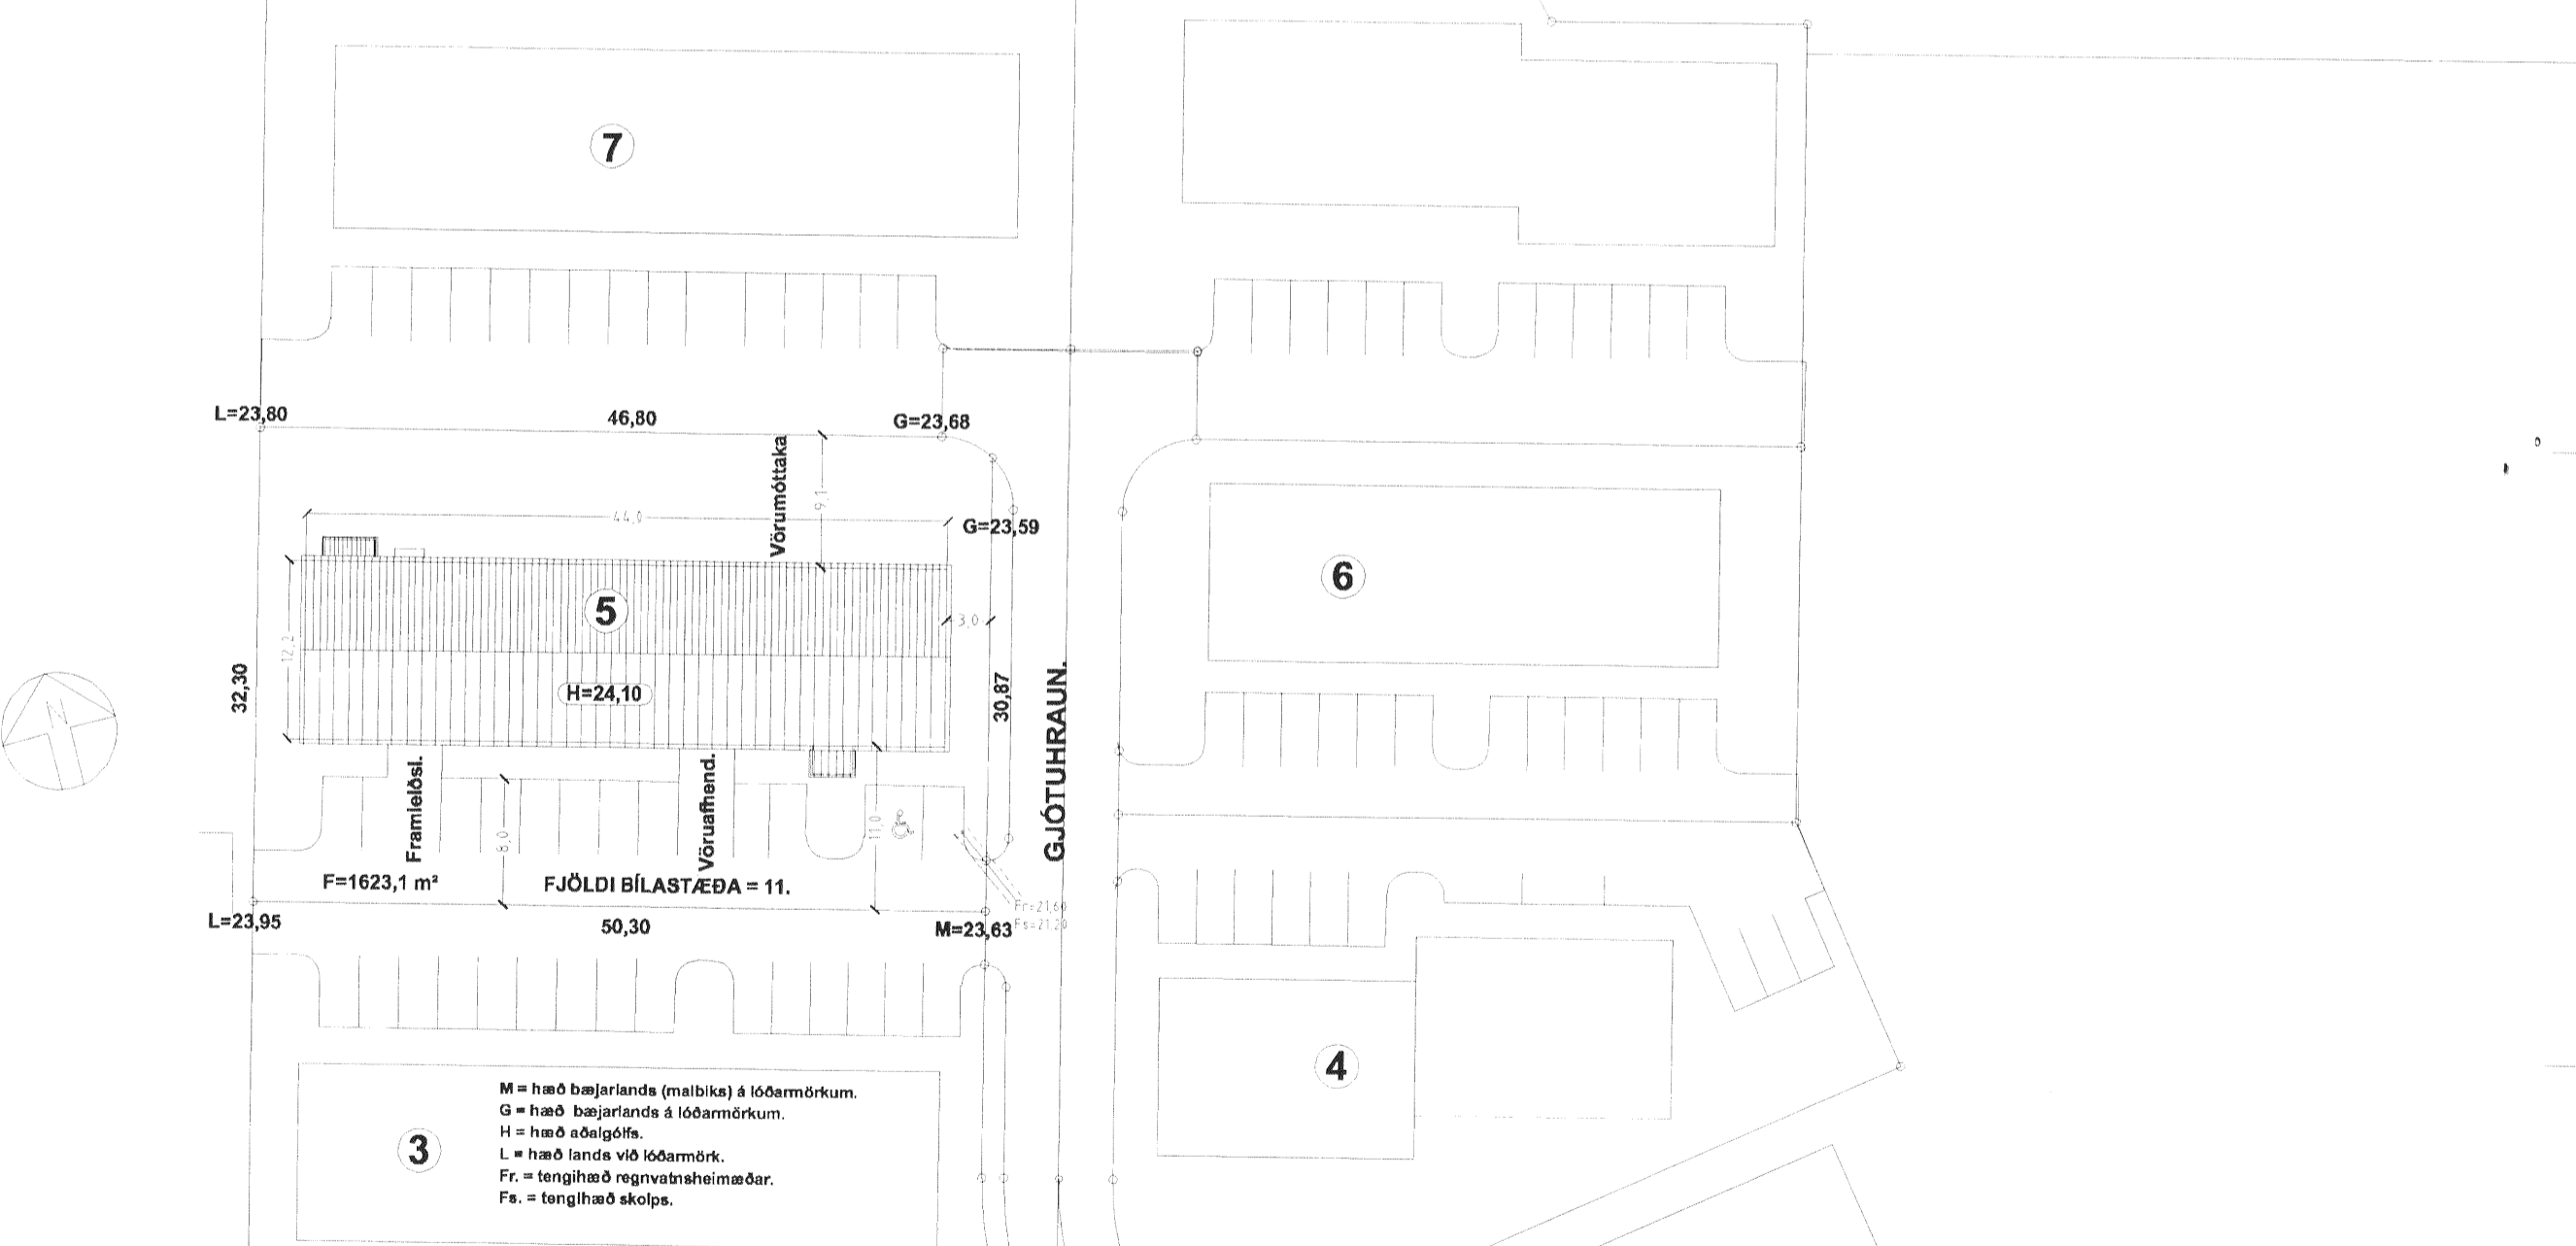 7
L=23,80
46,80
G=23,68
Vörumóttaka
9,1
44,0
G=23,59
5
6
12,2
3,0
32,30
H=24,10
30,87
GJÓTUHRAUN.
Framleiðsl.
8,0
Vöruafhend.
11,0
F=1623,1 m²
FJÖLDI BÍLASTÆÐA = 11.
Fr=21,60
Fs=21,20
L=23,95
50,30
M=23,63
4
3
M = hæð bæjarlands (malbiks) á lóðarmörkum.
G = hæð bæjarlands á lóðarmörkum.
H = hæð aðalgólfs.
L = hæð lands við lóðarmörk.
Fr. = tengihæð regnvatnsheimæðar.
Fs. = tengihæð skolps.